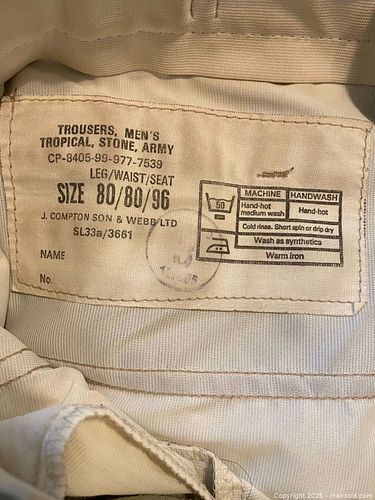 TROUSERS, MEN'S
TROPICAL, STONE, ARMY
CP-8405-99-977-7539
LEG/WAIST/SEAT
SIZE 80/80/96
J. COMPTON SON & WEBB LTD
SL33a/3661
NAME
No
50
MACHINE HANDWASH
Hand-hot medium wash Hand-hot
Cold rinse. Short spin or drip dry
Wash as synthetics
Warm iron
Copyright 2025 - maxsold.com